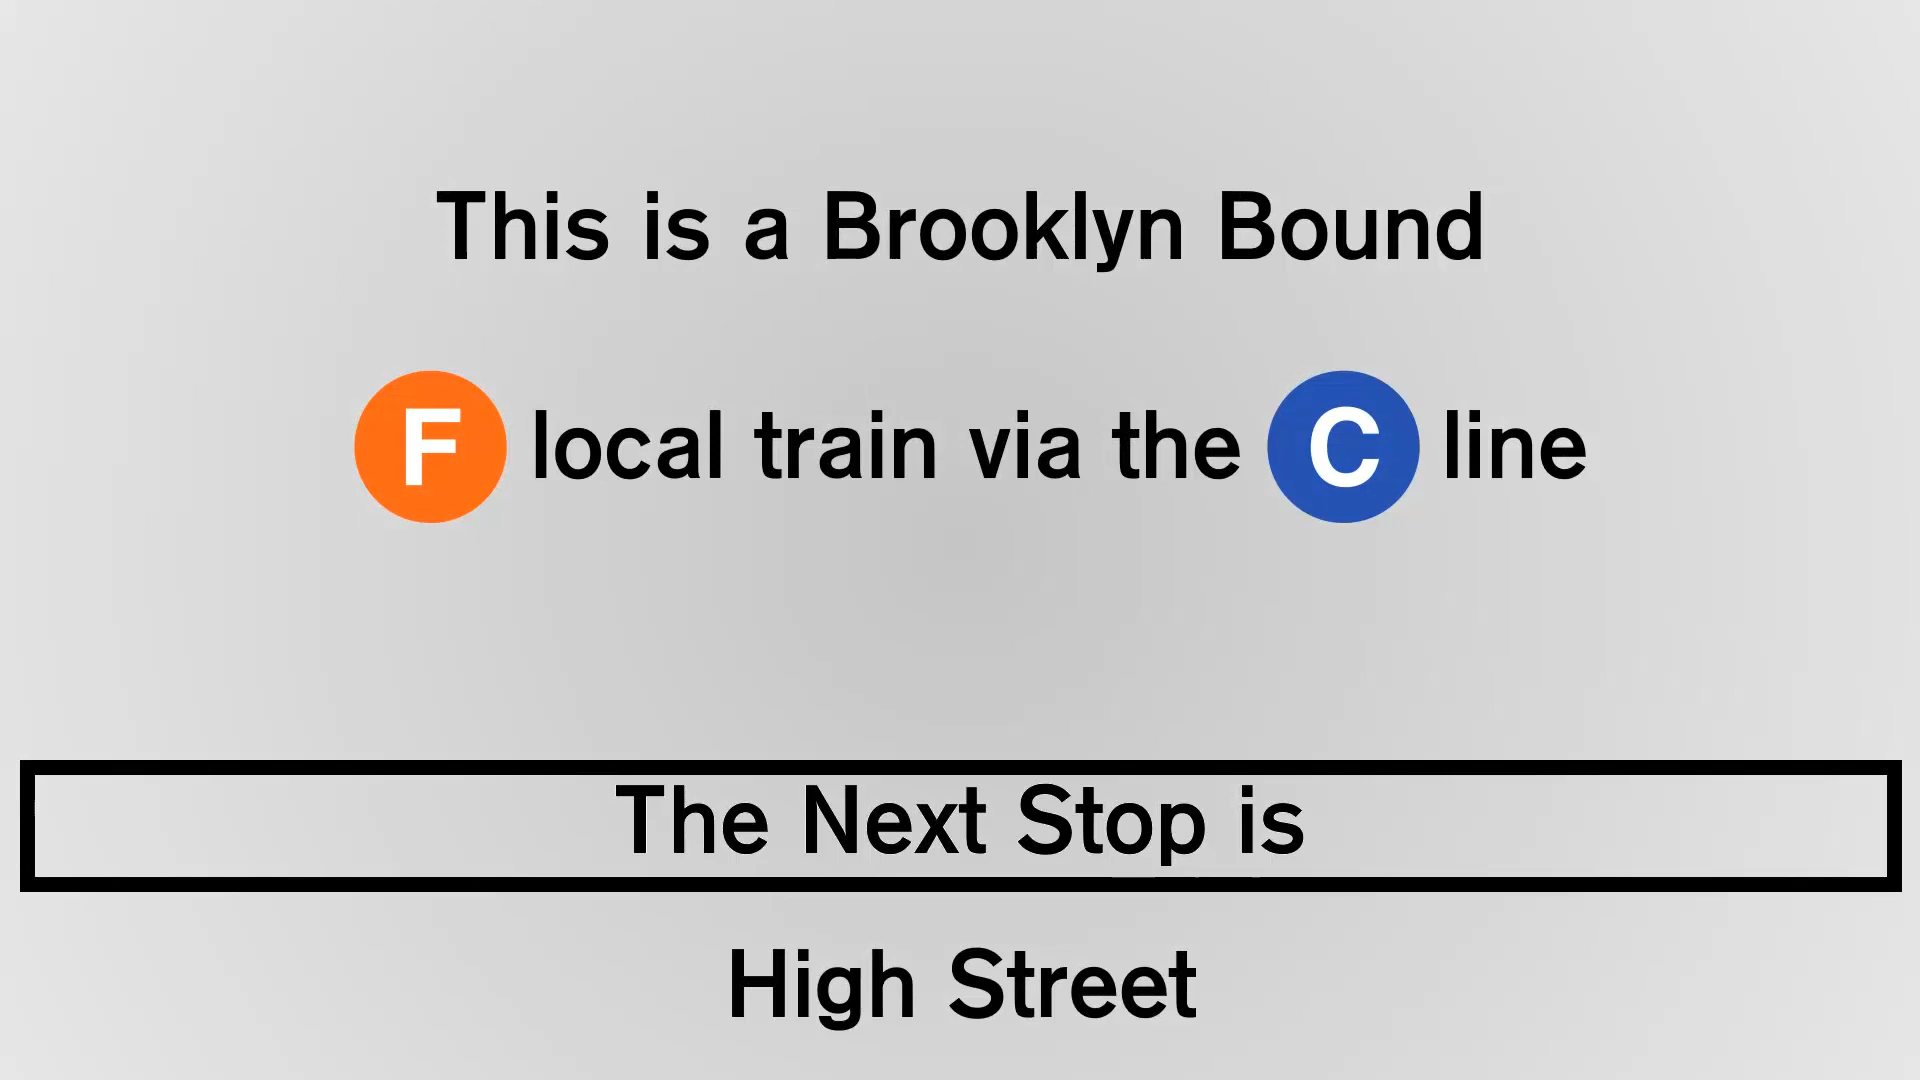 This is a Brooklyn Bound
F local train via the C line
The Next Stop is
High Street